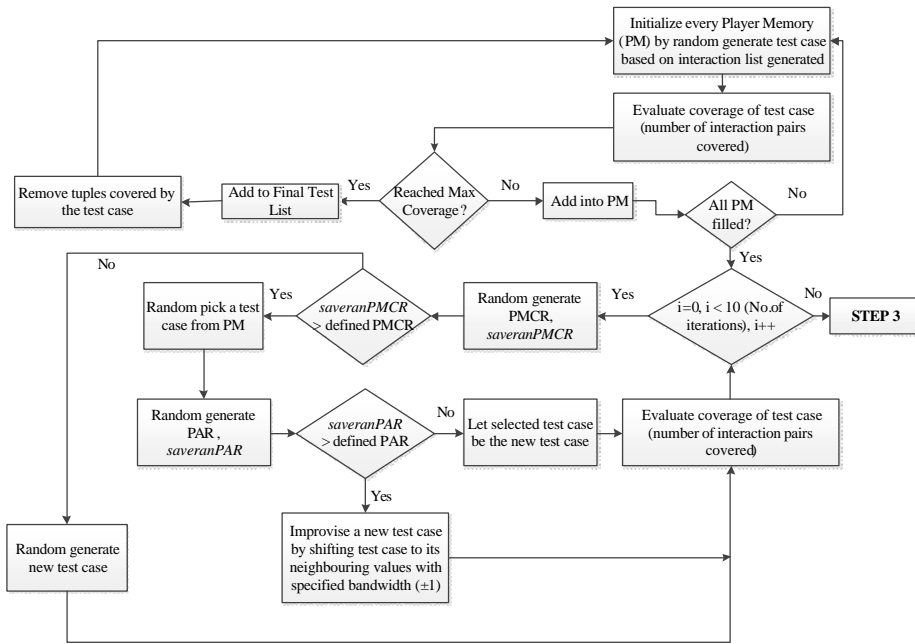 Initialize every Player Memory
(PM) by random generate test case
based on interaction list generated
Evaluate coverage of test case
(number of interaction pairs
covered)
Remove tuples covered by
the test case
Add to Final Test
List
Yes
Reached Max
Coverage?
No
Add into PM
All PM
filled?
No
Yes
No
Random pick a test
case from PM
Yes
saveranPMCR
> defined PMCR
Random generate
PMCR,
saveranPMCR
Yes
i=0, i < 10 (No.of
iterations), i++
No
STEP 3
Random generate
PAR ,
saveranPAR
saveranPAR
> defined PAR
No
Let selected test case
be the new test case
Evaluate coverage of test case
(number of interaction pairs
covered)
Yes
Random generate
new test case
Improvise a new test case
by shifting test case to its
neighbouring values with
specified bandwidth (±1)